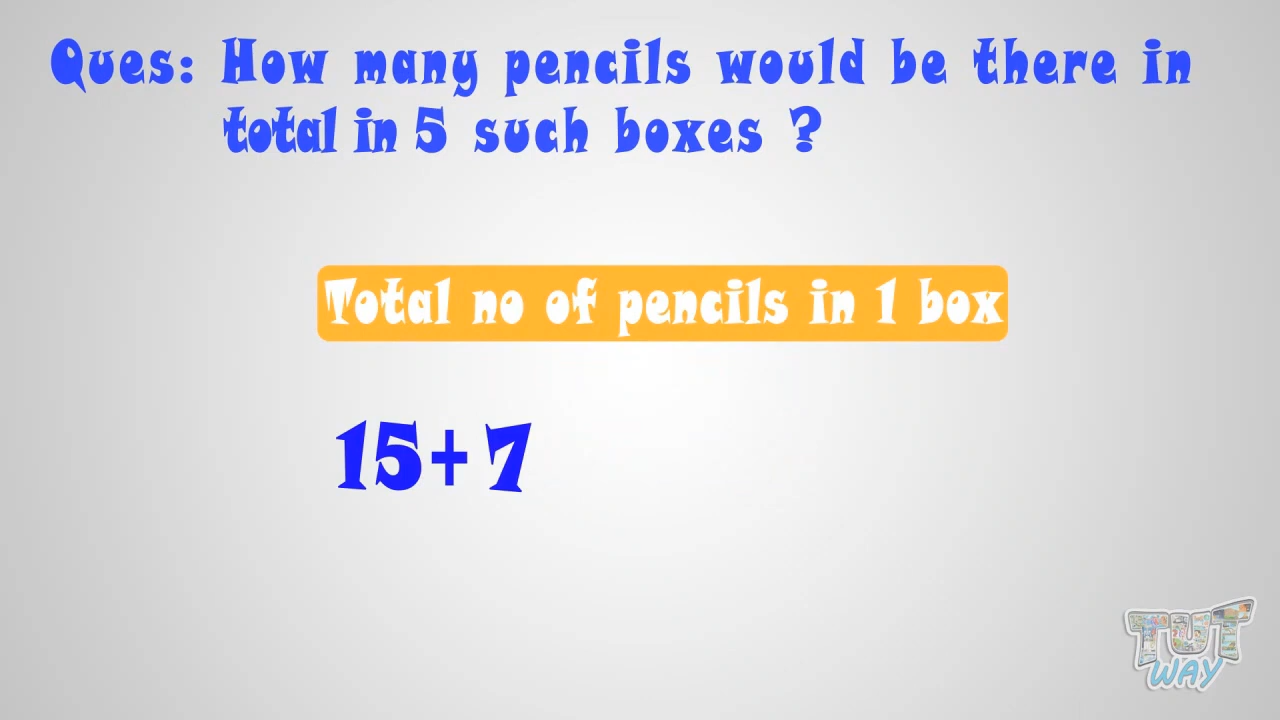 Ques: How many pencils would be there in
total in 5 such boxes ?
Total no of pencils in 1 box
15+7
TUT
WAY